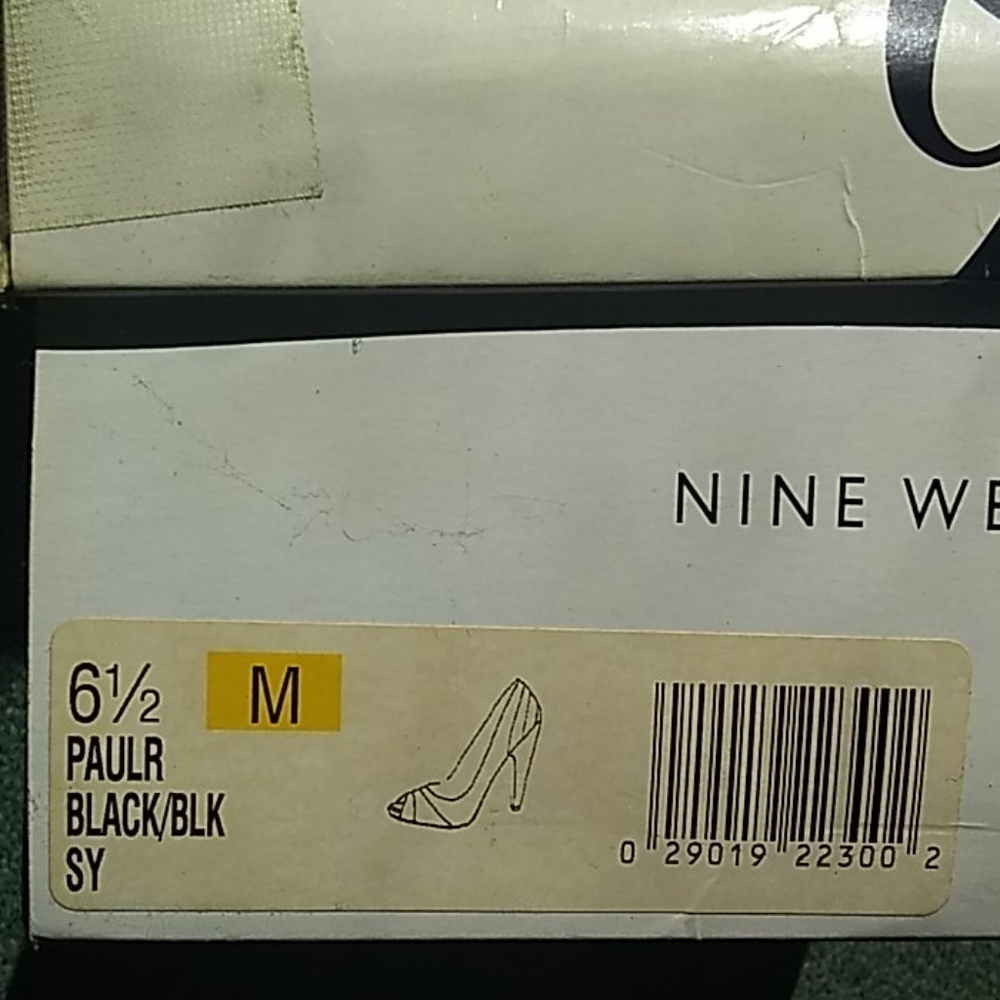 NINE WE
6½ M
PAULR
BLACK/BLK
SY
0 29019 22300 2